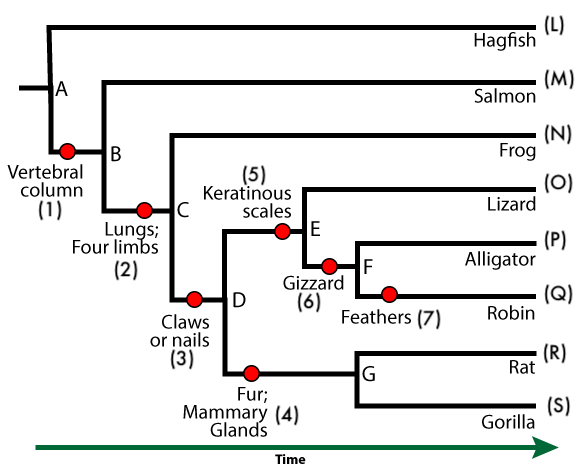 (L)
Hagfish
A
(M)
Salmon
B
Vertebral
column
(1)
(N)
Frog
(5)
Keratinous
scales
(O)
Lizard
C
Lungs;
Four limbs
(2)
E
(P)
Alligator
F
Gizzard
(6)
(Q)
Robin
Feathers (7)
D
Claws
or nails
(3)
(R)
Rat
G
Fur;
Mammary
Glands
(4)
(S)
Gorilla
Time